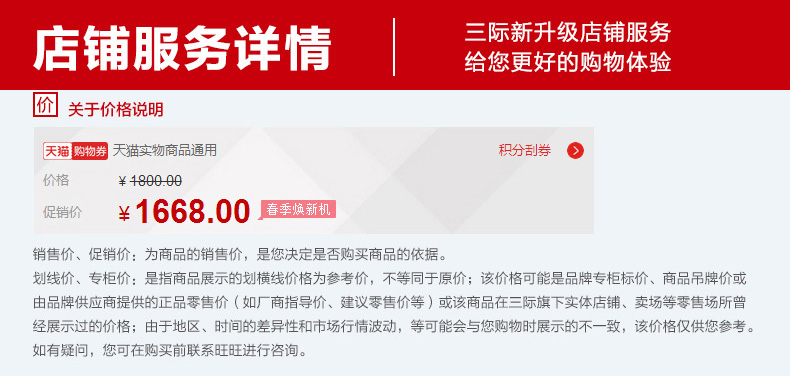 店铺服务详情
三际新升级店铺服务
给您更好的购物体验
价 关于价格说明
天猫购物券 天猫实物商品通用 积分刮券
价格 ¥ 1800.00
促销价 ¥ 1668.00 春季焕新机
销售价、促销价：为商品的销售价，是您决定是否购买商品的依据。
划线价、专柜价：是指商品展示的划横线价格为参考价，不等同于原价；该价格可能是品牌专柜标价、商品吊牌价或
由品牌供应商提供的正品零售价（如厂商指导价、建议零售价等）或该商品在三际旗下实体店铺、卖场等零售场所曾
经展示过的价格；由于地区、时间的差异性和市场行情波动，等可能会与您购物时展示的不一致，该价格仅供您参考。
如有疑问，您可在购买前联系旺旺进行咨询。